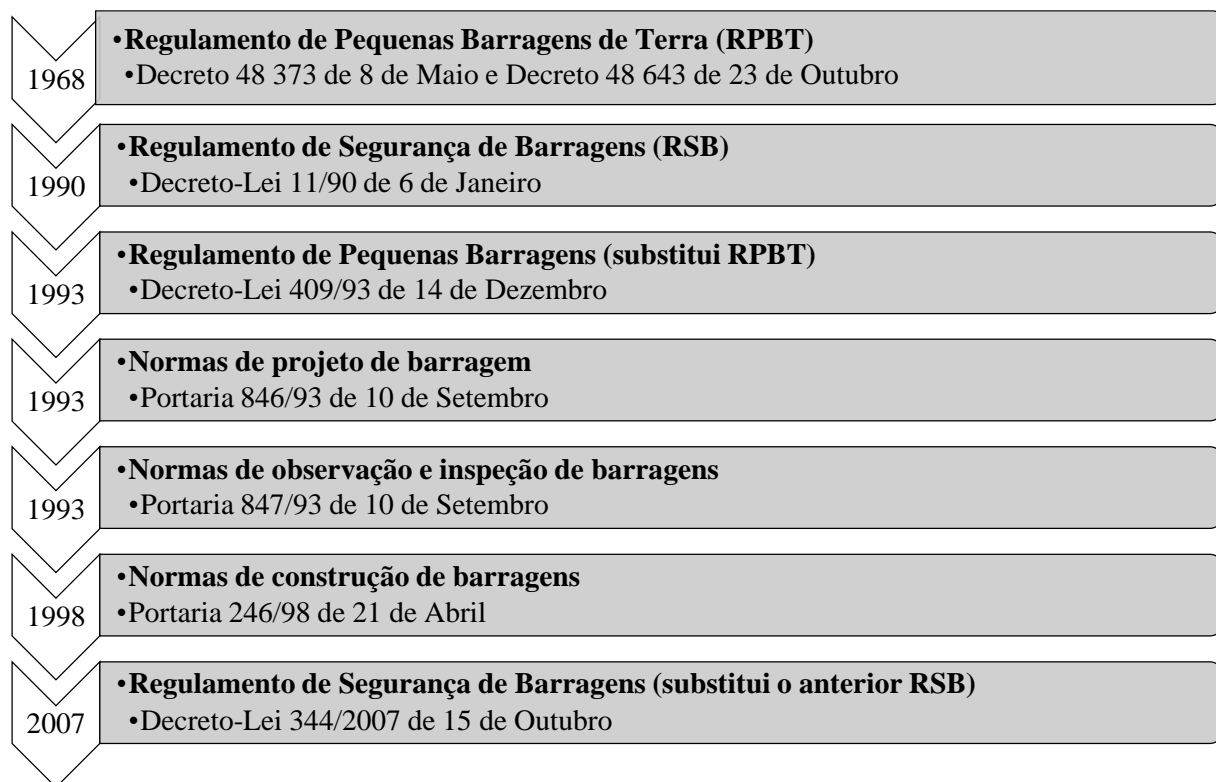 1968
•Regulamento de Pequenas Barragens de Terra (RPBT)
•Decreto 48 373 de 8 de Maio e Decreto 48 643 de 23 de Outubro
1990
•Regulamento de Segurança de Barragens (RSB)
•Decreto-Lei 11/90 de 6 de Janeiro
1993
•Regulamento de Pequenas Barragens (substitui RPBT)
•Decreto-Lei 409/93 de 14 de Dezembro
1993
•Normas de projeto de barragem
•Portaria 846/93 de 10 de Setembro
1993
•Normas de observação e inspeção de barragens
•Portaria 847/93 de 10 de Setembro
1998
•Normas de construção de barragens
•Portaria 246/98 de 21 de Abril
2007
•Regulamento de Segurança de Barragens (substitui o anterior RSB)
•Decreto-Lei 344/2007 de 15 de Outubro